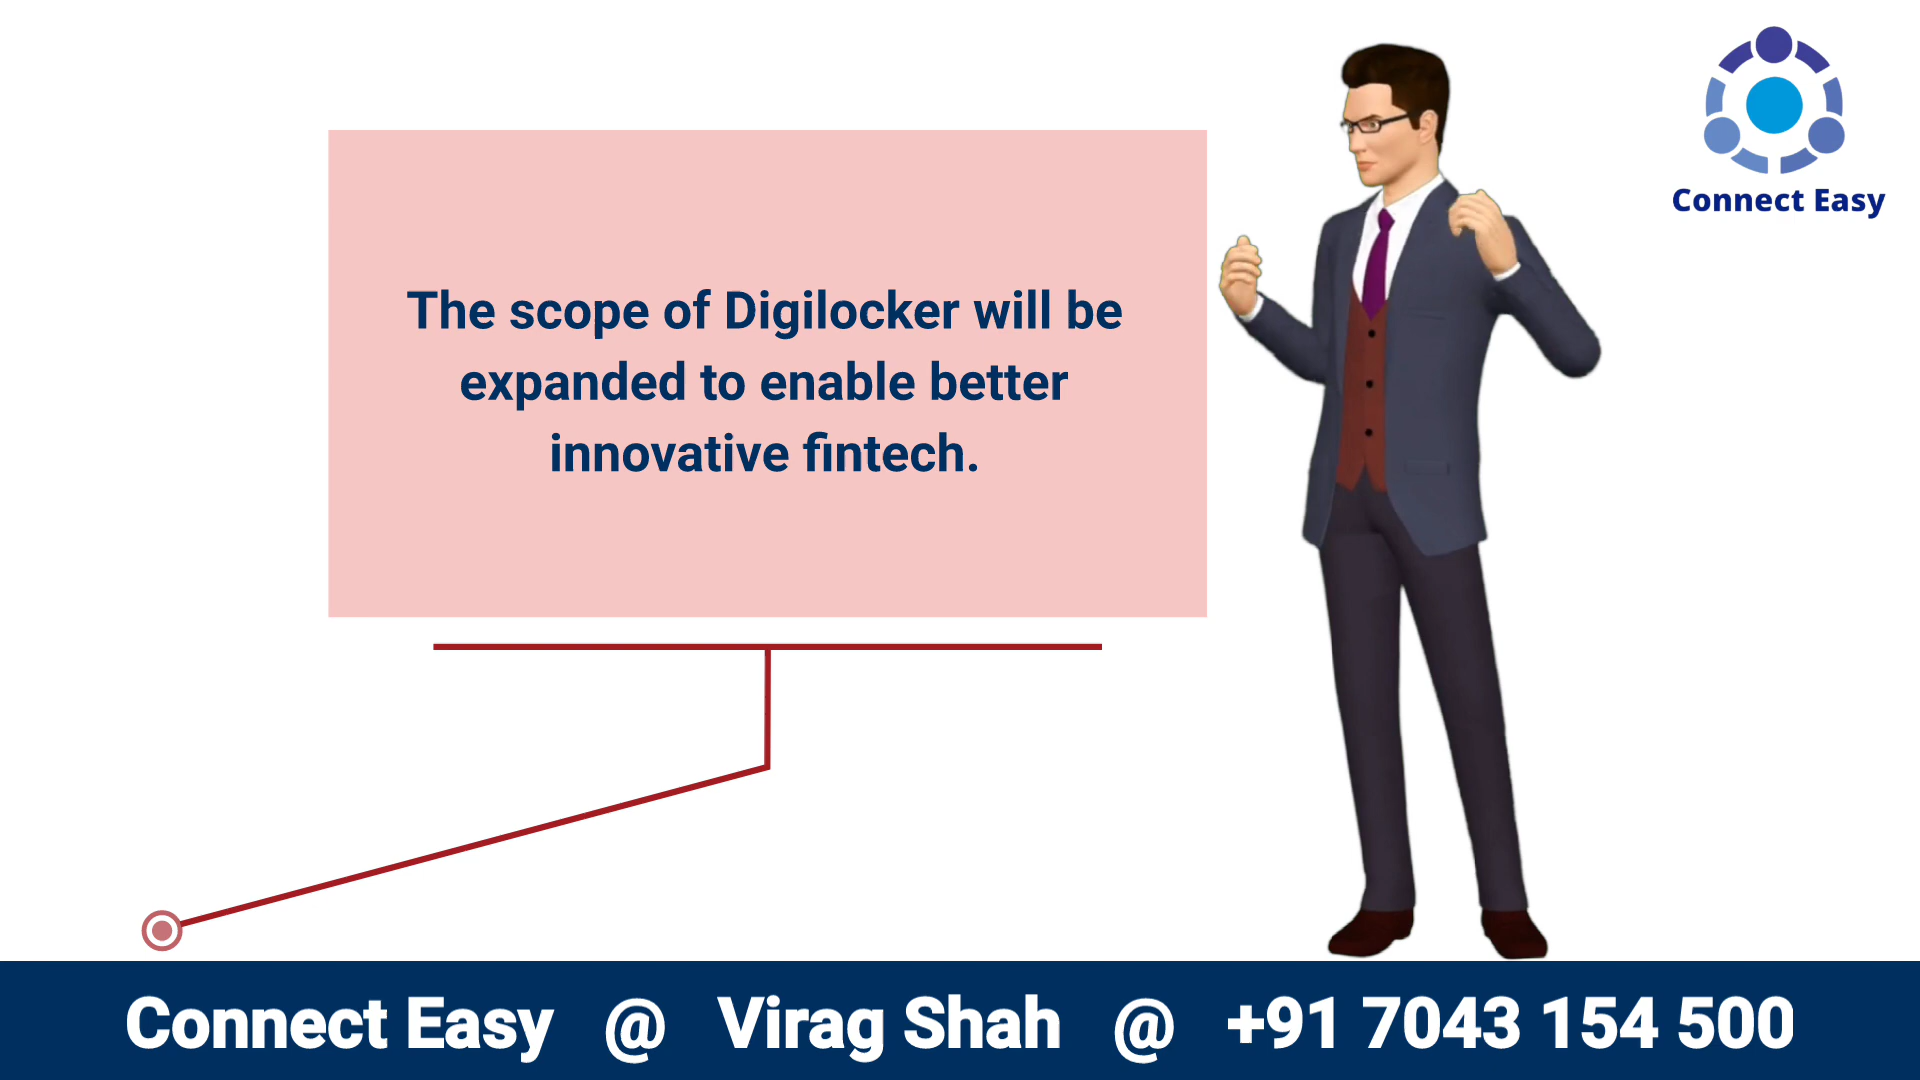 Connect Easy
The scope of Digilocker will be
expanded to enable better
innovative fintech.
Connect Easy @ Virag Shah @ +91 7043 154 500